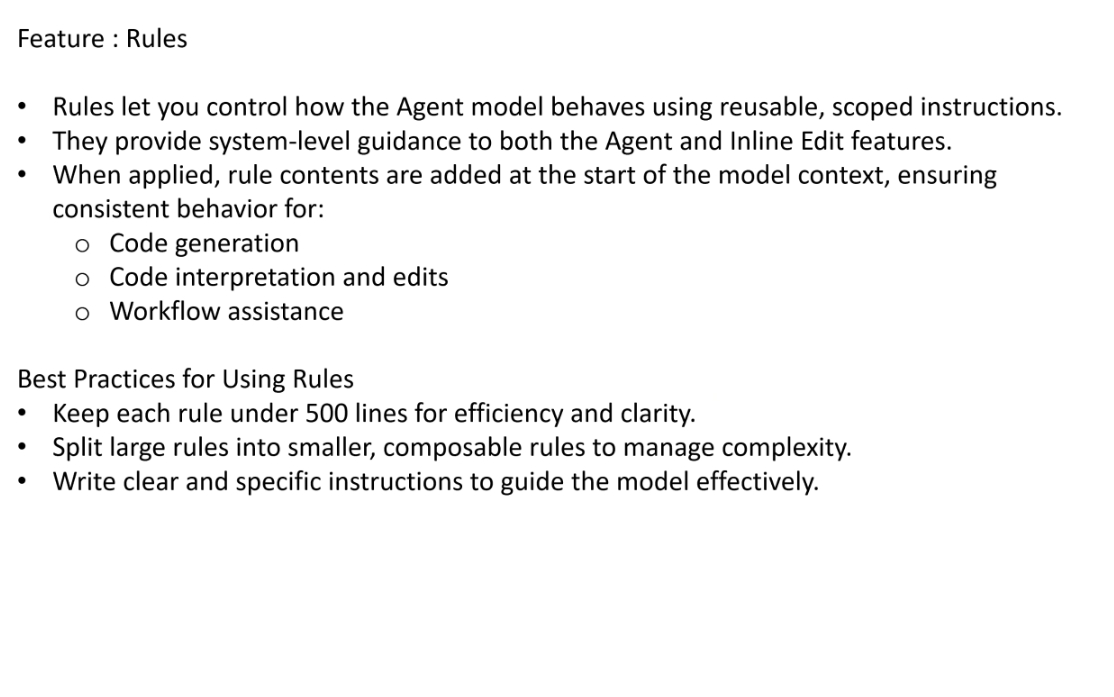 Feature : Rules
• Rules let you control how the Agent model behaves using reusable, scoped instructions.
• They provide system-level guidance to both the Agent and Inline Edit features.
• When applied, rule contents are added at the start of the model context, ensuring
consistent behavior for:
o Code generation
o Code interpretation and edits
o Workflow assistance
Best Practices for Using Rules
• Keep each rule under 500 lines for efficiency and clarity.
• Split large rules into smaller, composable rules to manage complexity.
• Write clear and specific instructions to guide the model effectively.